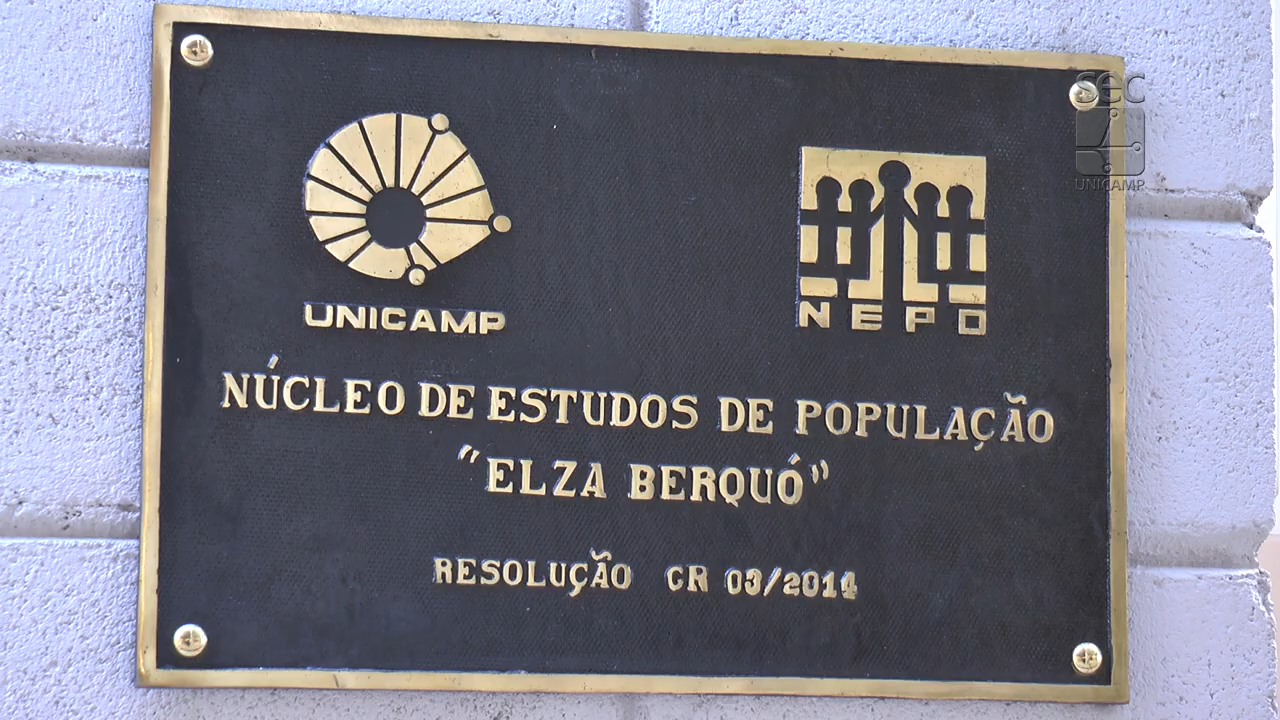 sec
UNICAMP
UNICAMP
NEPO
NÚCLEO DE ESTUDOS DE POPULAÇÃO
"ELZA BERQUÓ"
RESOLUÇÃO GR 03/2014